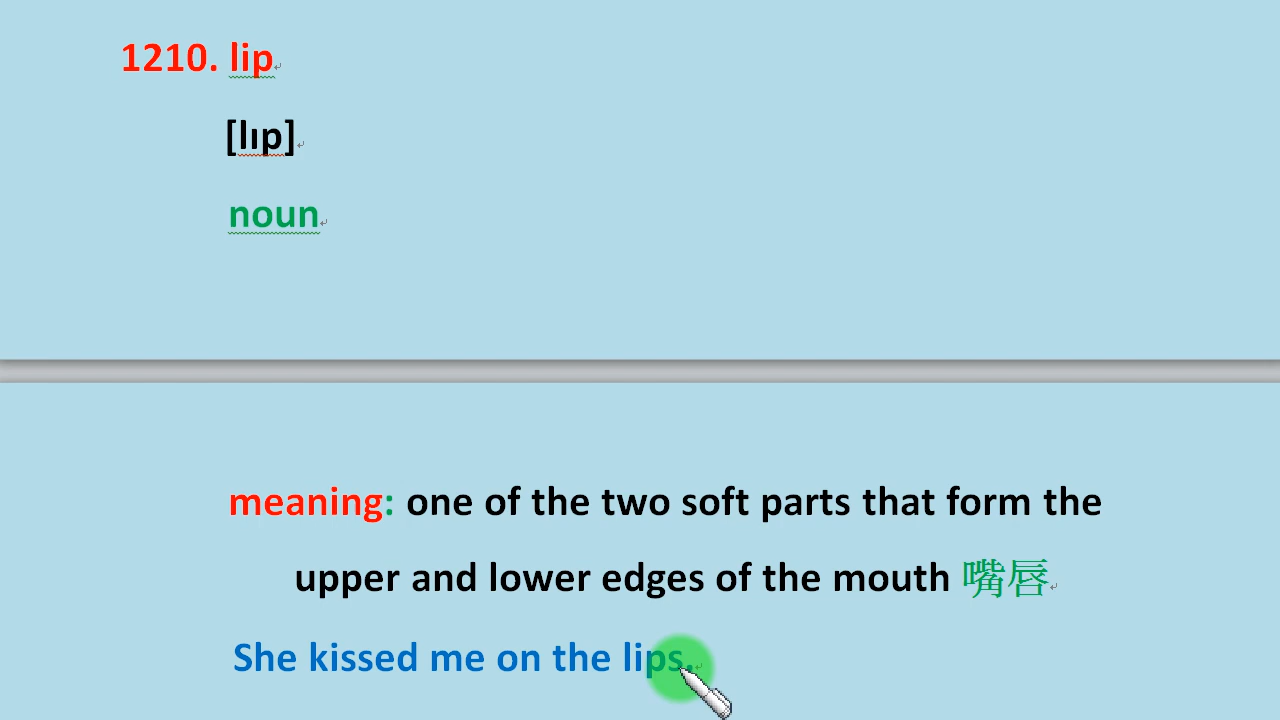 1210. lip
[lɪp]
noun
meaning: one of the two soft parts that form the
upper and lower edges of the mouth 嘴唇
She kissed me on the lips.